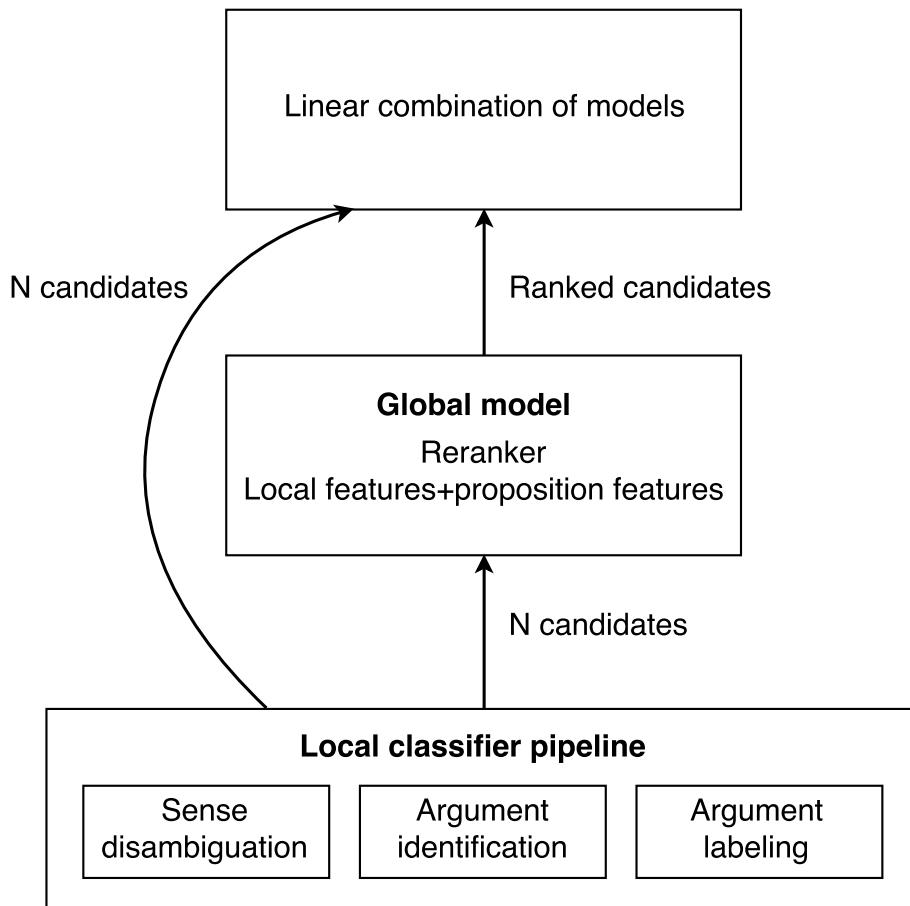 Linear combination of models
N candidates
Ranked candidates
Global model
Reranker
Local features+proposition features
N candidates
Local classifier pipeline
Sense
disambiguation
Argument
identification
Argument
labeling